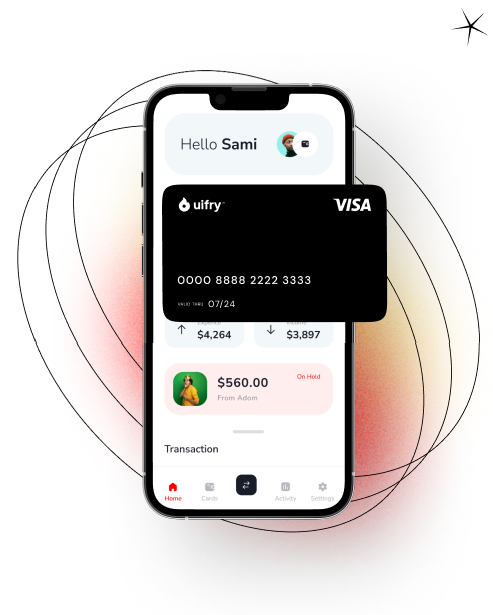 Hello Sami
uifry™
VISA
0000 8888 2222 3333
VALID THRU 07/24
$4,264
$3,897
$560.00
On Hold
From Adom
Transaction
Home
Cards
Activity
Settings